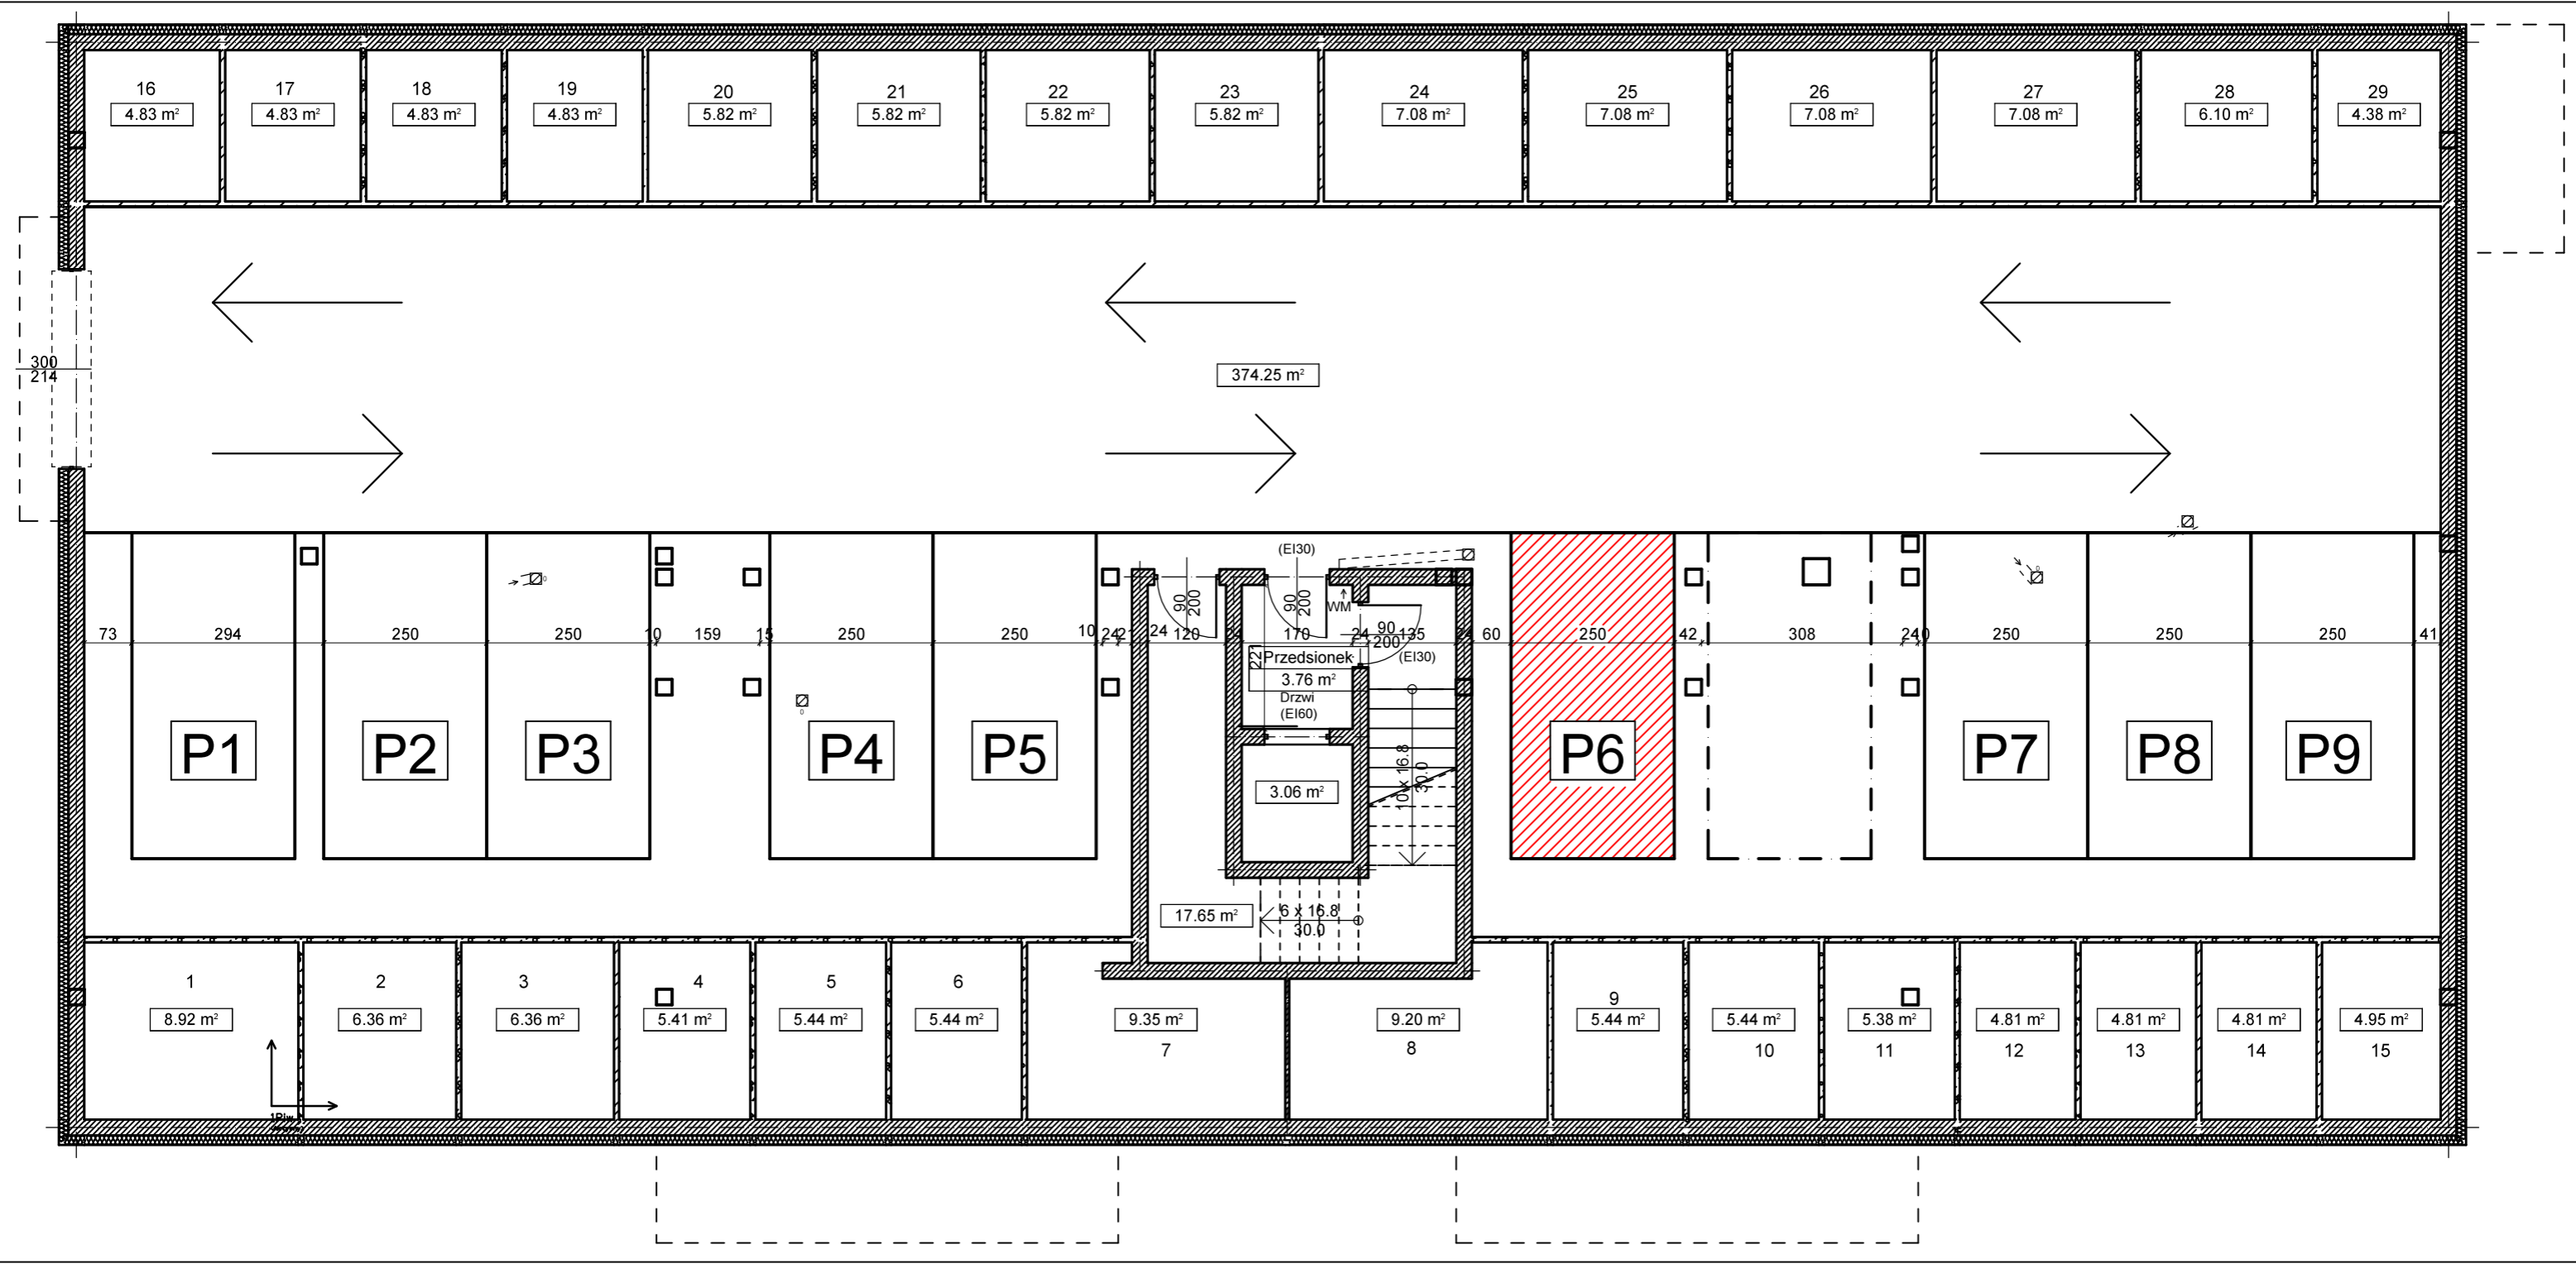 16 17 18 19 20 21 22 23 24 25 26 27 28 29
4.83 m² 4.83 m² 4.83 m² 4.83 m² 5.82 m² 5.82 m² 5.82 m² 5.82 m² 7.08 m² 7.08 m² 7.08 m² 7.08 m² 6.10 m² 4.38 m²
300
214
374.25 m²
(EI30)
90
200
90
200
WM
90
200
(EI30)
73 294 250 250 10 159 15 250 250 10 24 24 120 24 170 24 135 24 60 250 42 308 24 250 250 250 41
221
Przedsionek
3.76 m²
Drzwi
(EI60)
P1 P2 P3 P4 P5 P6 P7 P8 P9
10 x 16.8
30.0
3.06 m²
17.65 m²
6 x 16.8
30.0
1 2 3 4 5 6 9
8.92 m² 6.36 m² 6.36 m² 5.41 m² 5.44 m² 5.44 m² 9.35 m² 9.20 m² 5.44 m² 5.44 m² 5.38 m² 4.81 m² 4.81 m² 4.81 m² 4.95 m²
7 8 10 11 12 13 14 15